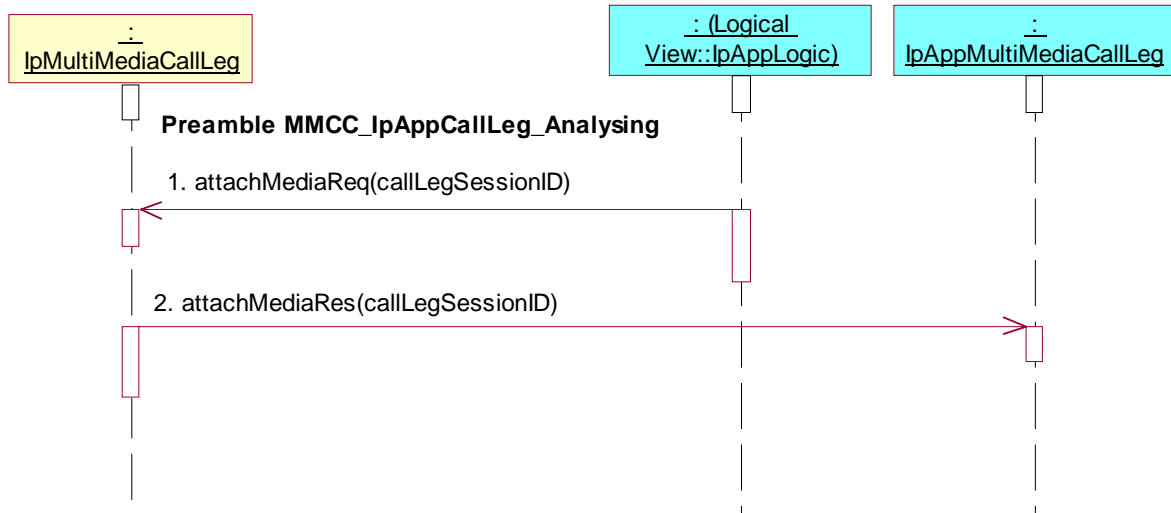 :
IpMultiMediaCallLeg
: (Logical
View::IpAppLogic)
:
IpAppMultiMediaCallLeg
Preamble MMCC_IpAppCallLeg_Analysing
1. attachMediaReq(callLegSessionID)
2. attachMediaRes(callLegSessionID)